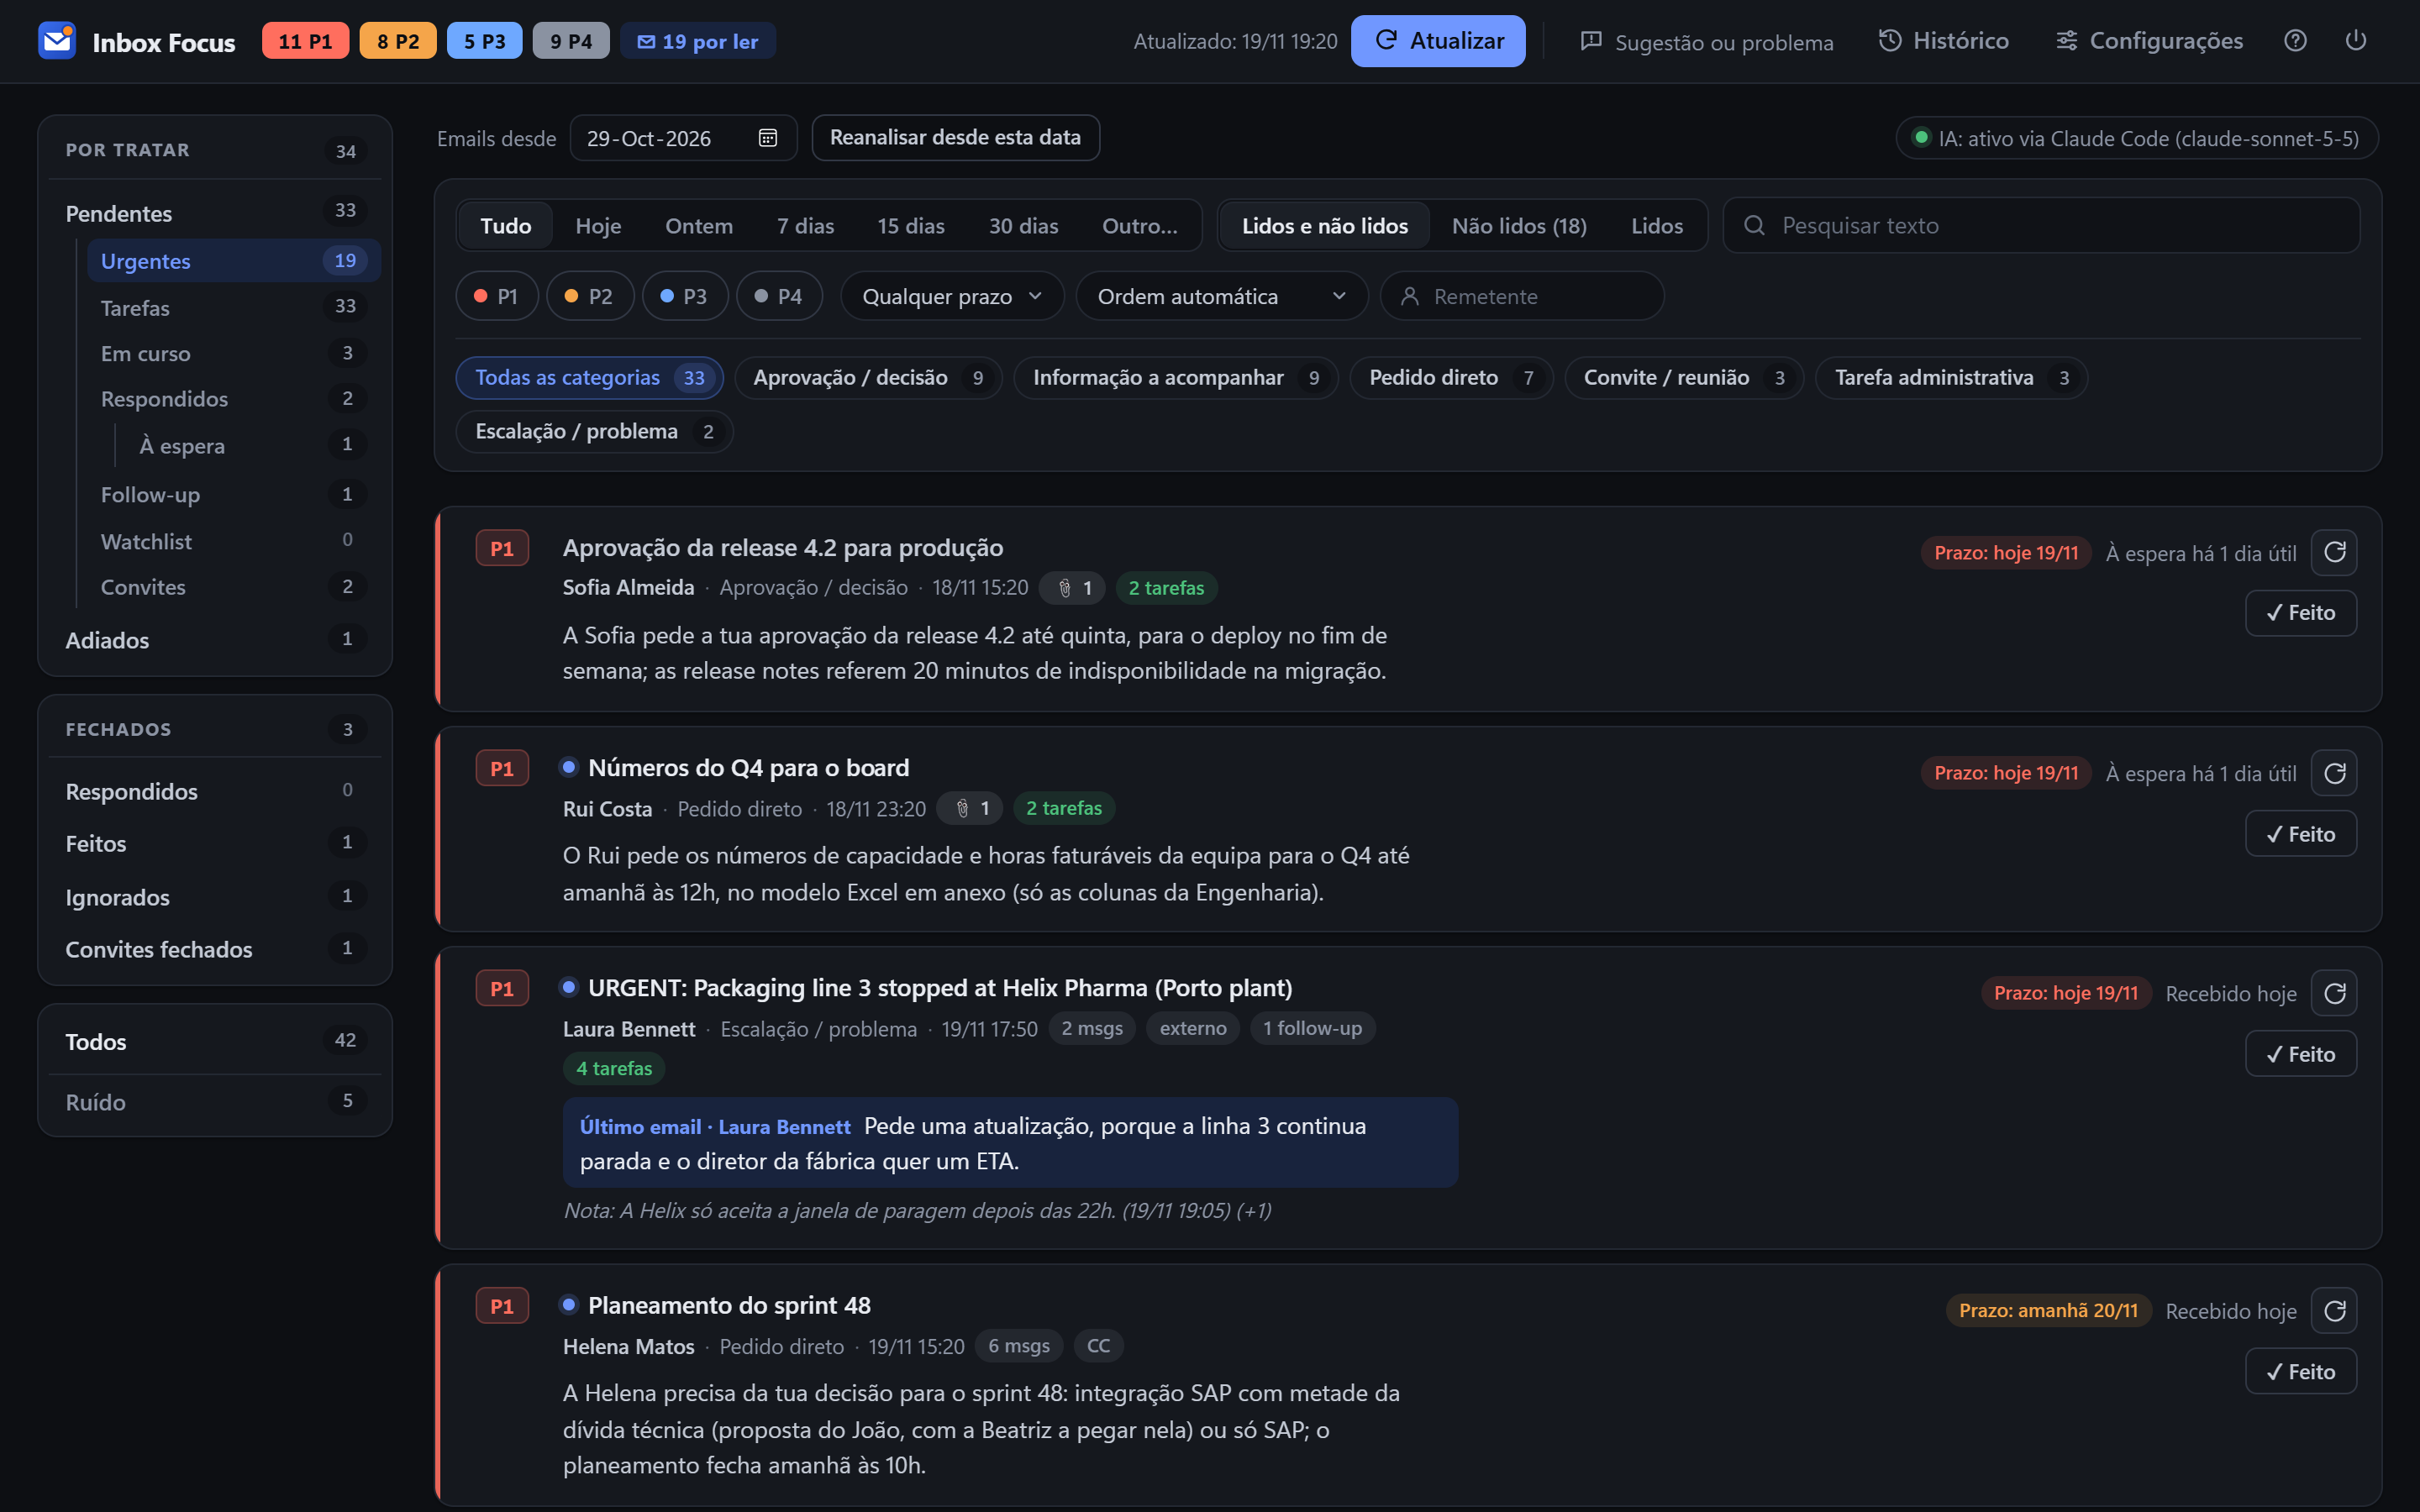 Inbox Focus 11 P1 8 P2 5 P3 9 P4 19 por ler Atualizado: 19/11 19:20 Atualizar Sugestão ou problema Histórico Configurações
POR TRATAR 34
Pendentes 33
Urgentes 19
Tarefas 33
Em curso 3
Respondidos 2
À espera 1
Follow-up 1
Watchlist 0
Convites 2
Adiados 1
FECHADOS 3
Respondidos 0
Feitos 1
Ignorados 1
Convites fechados 1
Todos 42
Ruído 5
Emails desde 29-Oct-2026 Reanalisar desde esta data IA: ativo via Claude Code (claude-sonnet-5-5)
Tudo Hoje Ontem 7 dias 15 dias 30 dias Outro... Lidos e não lidos Não lidos (18) Lidos Pesquisar texto
P1 P2 P3 P4 Qualquer prazo Ordem automática Remetente
Todas as categorias 33 Aprovação / decisão 9 Informação a acompanhar 9 Pedido direto 7 Convite / reunião 3 Tarefa administrativa 3
Escalação / problema 2
P1 Aprovação da release 4.2 para produção Prazo: hoje 19/11 À espera há 1 dia útil
Sofia Almeida · Aprovação / decisão · 18/11 15:20 1 2 tarefas
✓ Feito
A Sofia pede a tua aprovação da release 4.2 até quinta, para o deploy no fim de
semana; as release notes referem 20 minutos de indisponibilidade na migração.
P1 Números do Q4 para o board Prazo: hoje 19/11 À espera há 1 dia útil
Rui Costa · Pedido direto · 18/11 23:20 1 2 tarefas
✓ Feito
O Rui pede os números de capacidade e horas faturáveis da equipa para o Q4 até
amanhã às 12h, no modelo Excel em anexo (só as colunas da Engenharia).
P1 URGENT: Packaging line 3 stopped at Helix Pharma (Porto plant) Prazo: hoje 19/11 Recebido hoje
Laura Bennett · Escalação / problema · 19/11 17:50 2 msgs externo 1 follow-up
✓ Feito
4 tarefas
Último email · Laura Bennett Pede uma atualização, porque a linha 3 continua
parada e o diretor da fábrica quer um ETA.
Nota: A Helix só aceita a janela de paragem depois das 22h. (19/11 19:05) (+1)
P1 Planeamento do sprint 48 Prazo: amanhã 20/11 Recebido hoje
Helena Matos · Pedido direto · 19/11 15:20 6 msgs CC
✓ Feito
A Helena precisa da tua decisão para o sprint 48: integração SAP com metade da
dívida técnica (proposta do João, com a Beatriz a pegar nela) ou só SAP; o
planeamento fecha amanhã às 10h.